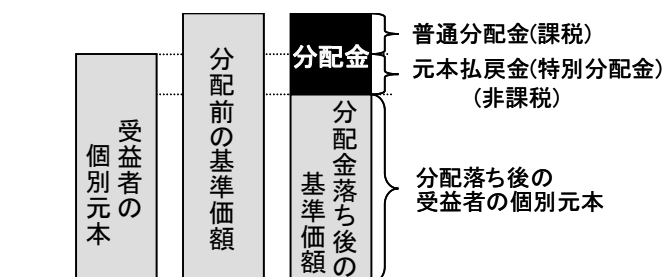 受益者の
個別元本
分配前の基準価額
分配金
分配金落ち後の
基準価額
普通分配金(課税)
元本払戻金(特別分配金)
(非課税)
分配落ち後の
受益者の個別元本